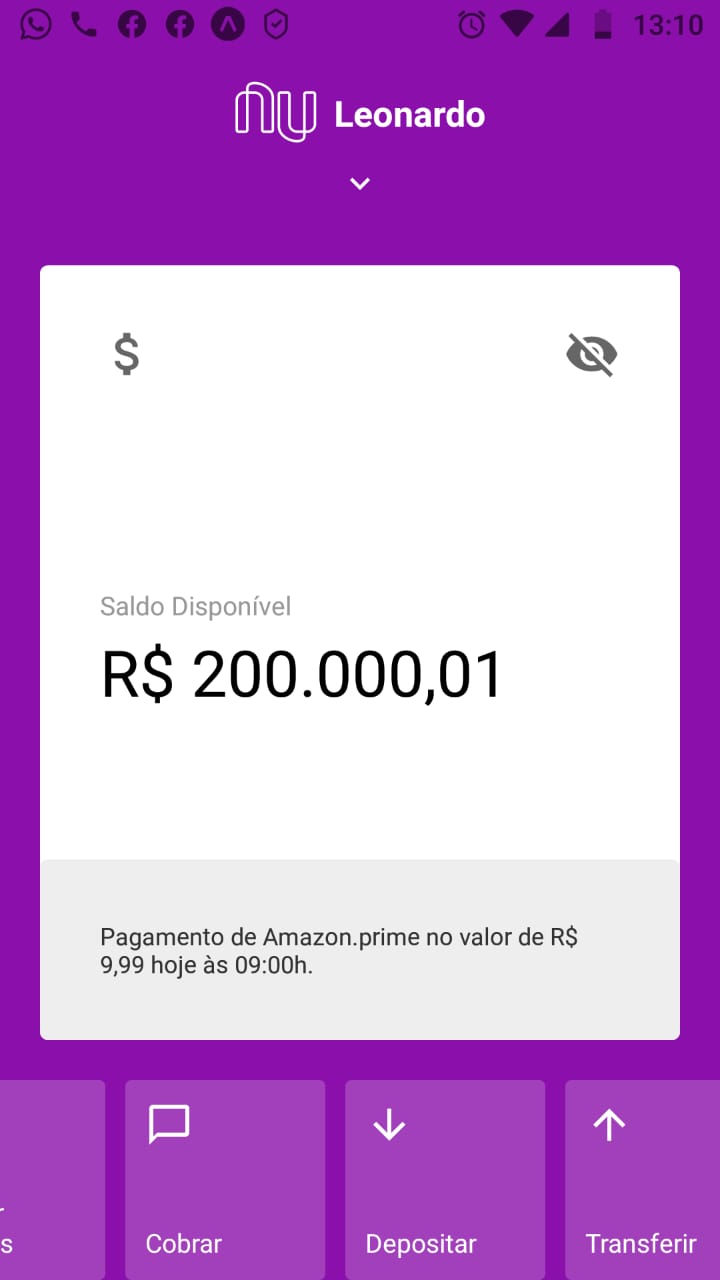 13:10
nu Leonardo
$
Saldo Disponível
R$ 200.000,01
Pagamento de Amazon.prime no valor de R$
9,99 hoje às 09:00h.
r
s
Cobrar
Depositar
Transferir